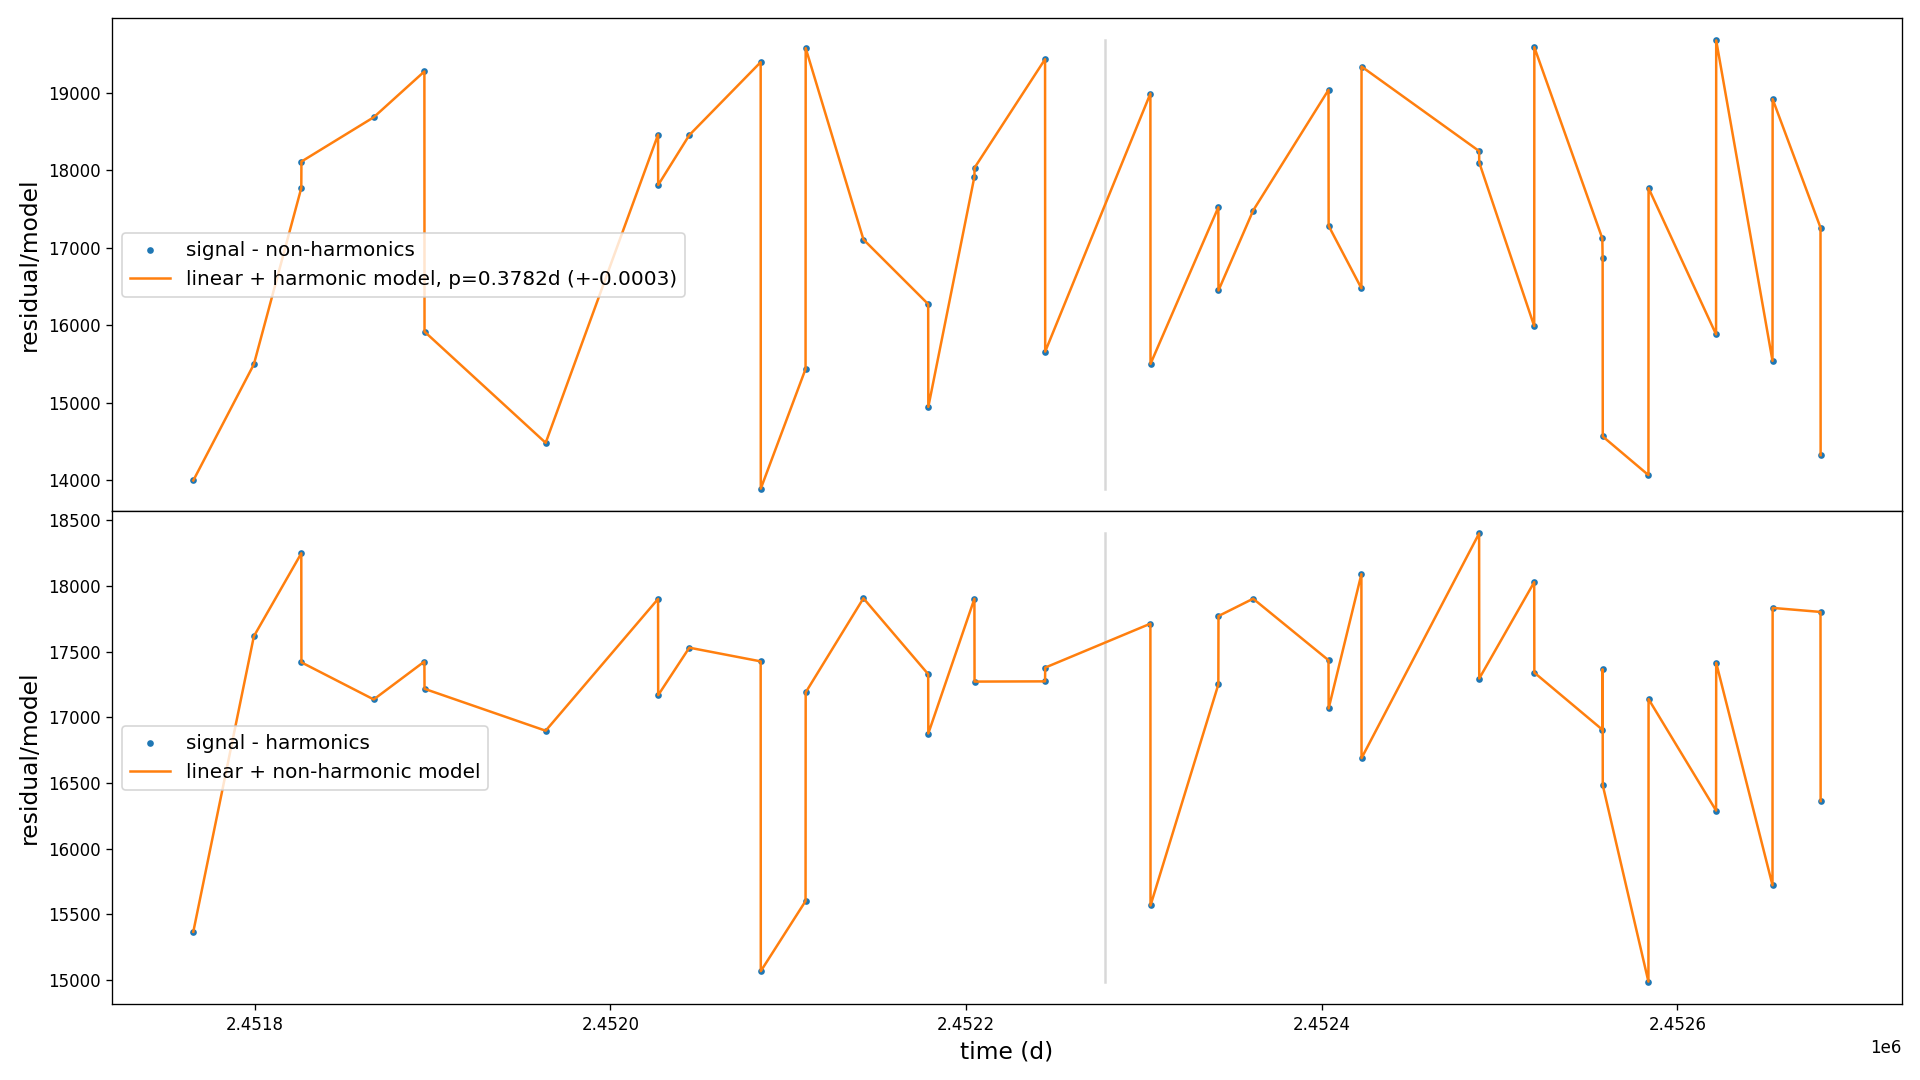 residual/model
19000
18000
17000
16000
15000
14000
signal - non-harmonics
linear + harmonic model, p=0.3782d (+-0.0003)
residual/model
18500
18000
17500
17000
16500
16000
15500
15000
signal - harmonics
linear + non-harmonic model
2.4518 2.4520 2.4522 2.4524 2.4526
time (d)
1e6